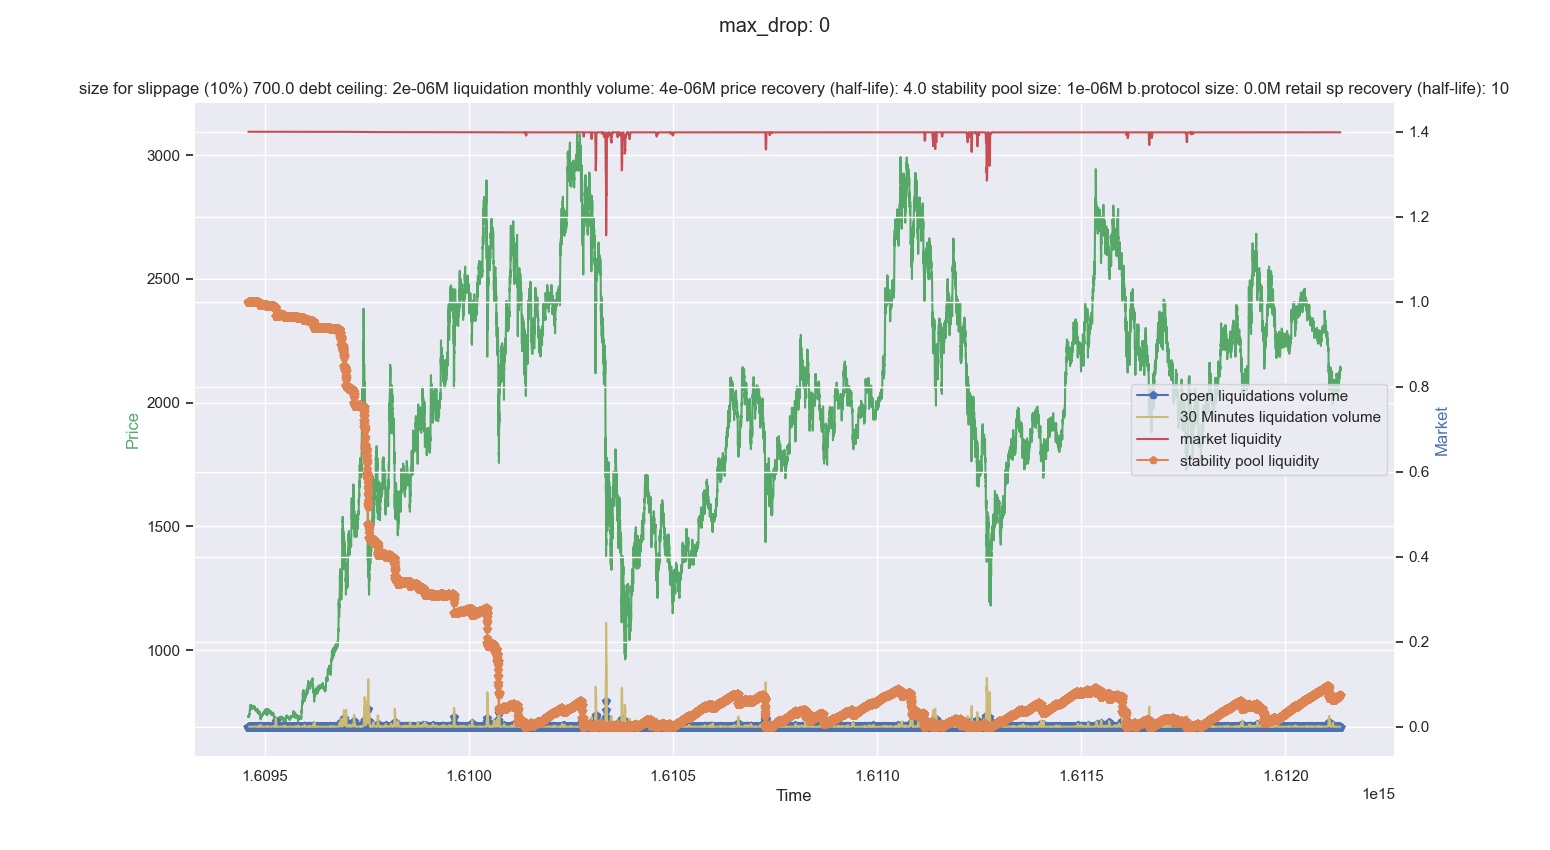 max_drop: 0
size for slippage (10%) 700.0 debt ceiling: 2e-06M liquidation monthly volume: 4e-06M price recovery (half-life): 4.0 stability pool size: 1e-06M b.protocol size: 0.0M retail sp recovery (half-life): 10
3000
2500
2000
1500
1000
Price
1.4
1.2
1.0
0.8
0.6
0.4
0.2
0.0
Market
open liquidations volume
30 Minutes liquidation volume
market liquidity
stability pool liquidity
1.6095 1.6100 1.6105 1.6110 1.6115 1.6120
Time
1e15